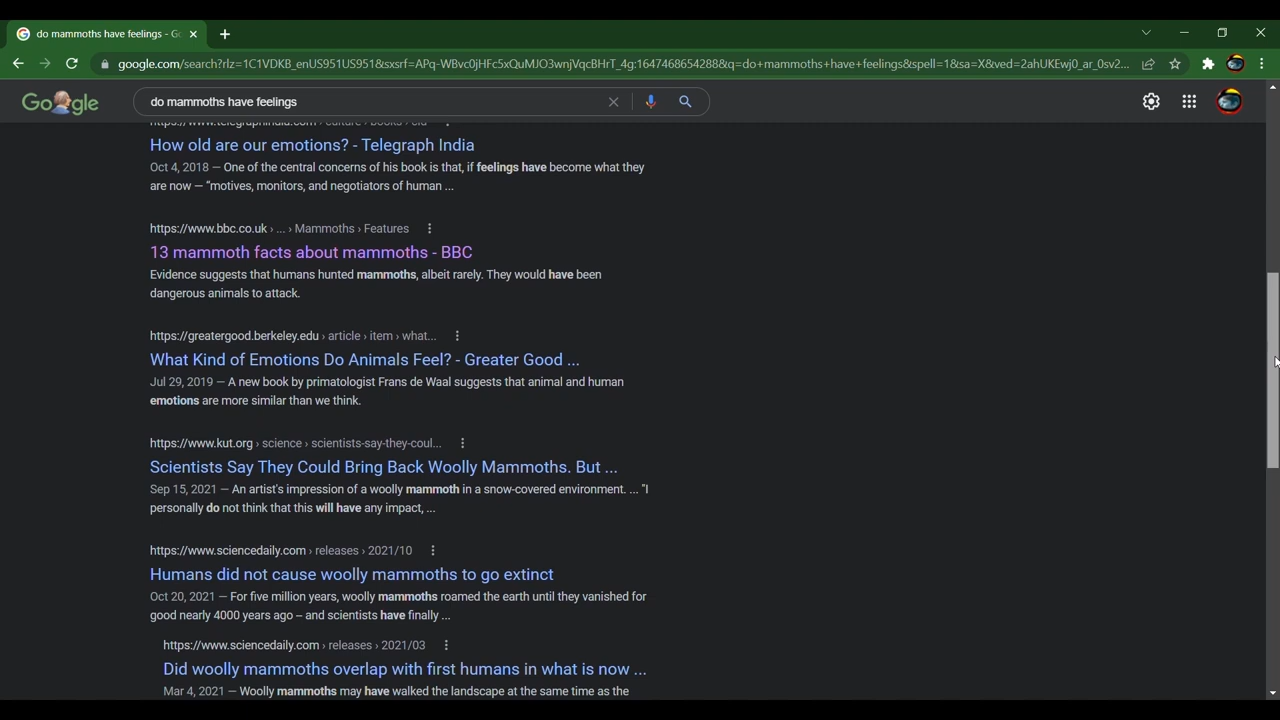 do mammoths have feelings - Go
google.com/search?rlz=1C1VDKB_enUS951US951&sxsrf=APq-WBvc0jHFc5xQuMJO3wnjVqcBHrT_4g:1647468654288&q=do+mammoths+have+feelings&spell=1&sa=X&ved=2ahUKEwj0_ar_0sv2...
Google
do mammoths have feelings
How old are our emotions? - Telegraph India
Oct 4, 2018 — One of the central concerns of his book is that, if feelings have become what they
are now — “motives, monitors, and negotiators of human ...
https://www.bbc.co.uk › ... › Mammoths › Features
13 mammoth facts about mammoths - BBC
Evidence suggests that humans hunted mammoths, albeit rarely. They would have been
dangerous animals to attack.
https://greatergood.berkeley.edu › article › item › what...
What Kind of Emotions Do Animals Feel? - Greater Good ...
Jul 29, 2019 — A new book by primatologist Frans de Waal suggests that animal and human
emotions are more similar than we think.
https://www.kut.org › science › scientists-say-they-coul...
Scientists Say They Could Bring Back Woolly Mammoths. But ...
Sep 15, 2021 — An artist's impression of a woolly mammoth in a snow-covered environment. ... "I
personally do not think that this will have any impact, ...
https://www.sciencedaily.com › releases › 2021/10
Humans did not cause woolly mammoths to go extinct
Oct 20, 2021 — For five million years, woolly mammoths roamed the earth until they vanished for
good nearly 4000 years ago – and scientists have finally ...
https://www.sciencedaily.com › releases › 2021/03
Did woolly mammoths overlap with first humans in what is now ...
Mar 4, 2021 — Woolly mammoths may have walked the landscape at the same time as the